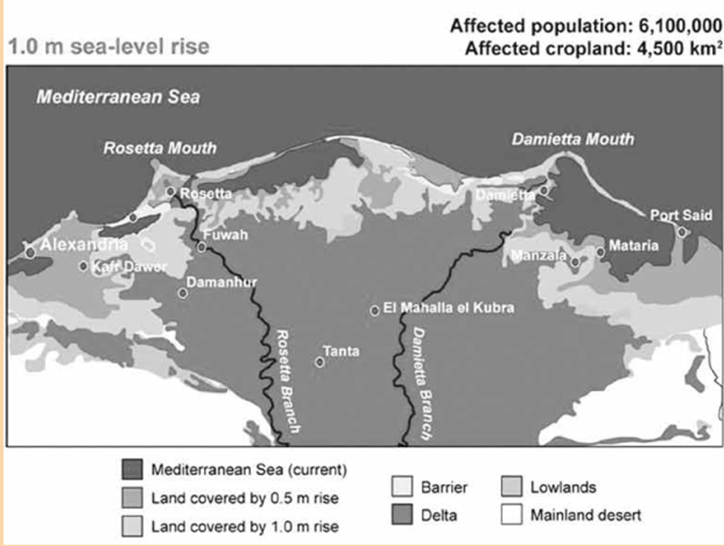 Affected population: 6,100,000
1.0 m sea-level rise
Affected cropland: 4,500 km²
Mediterranean Sea
Rosetta Mouth
Damietta Mouth
Rosetta
Damietta
Port Said
Alexandria
Fuwah
Mataria
Manzala
Kafr Dawer
Damanhur
El Mahalla el Kubra
Tanta
Rosetta Branch
Damietta Branch
Mediterranean Sea (current)
Land covered by 0.5 m rise
Land covered by 1.0 m rise
Barrier
Delta
Lowlands
Mainland desert